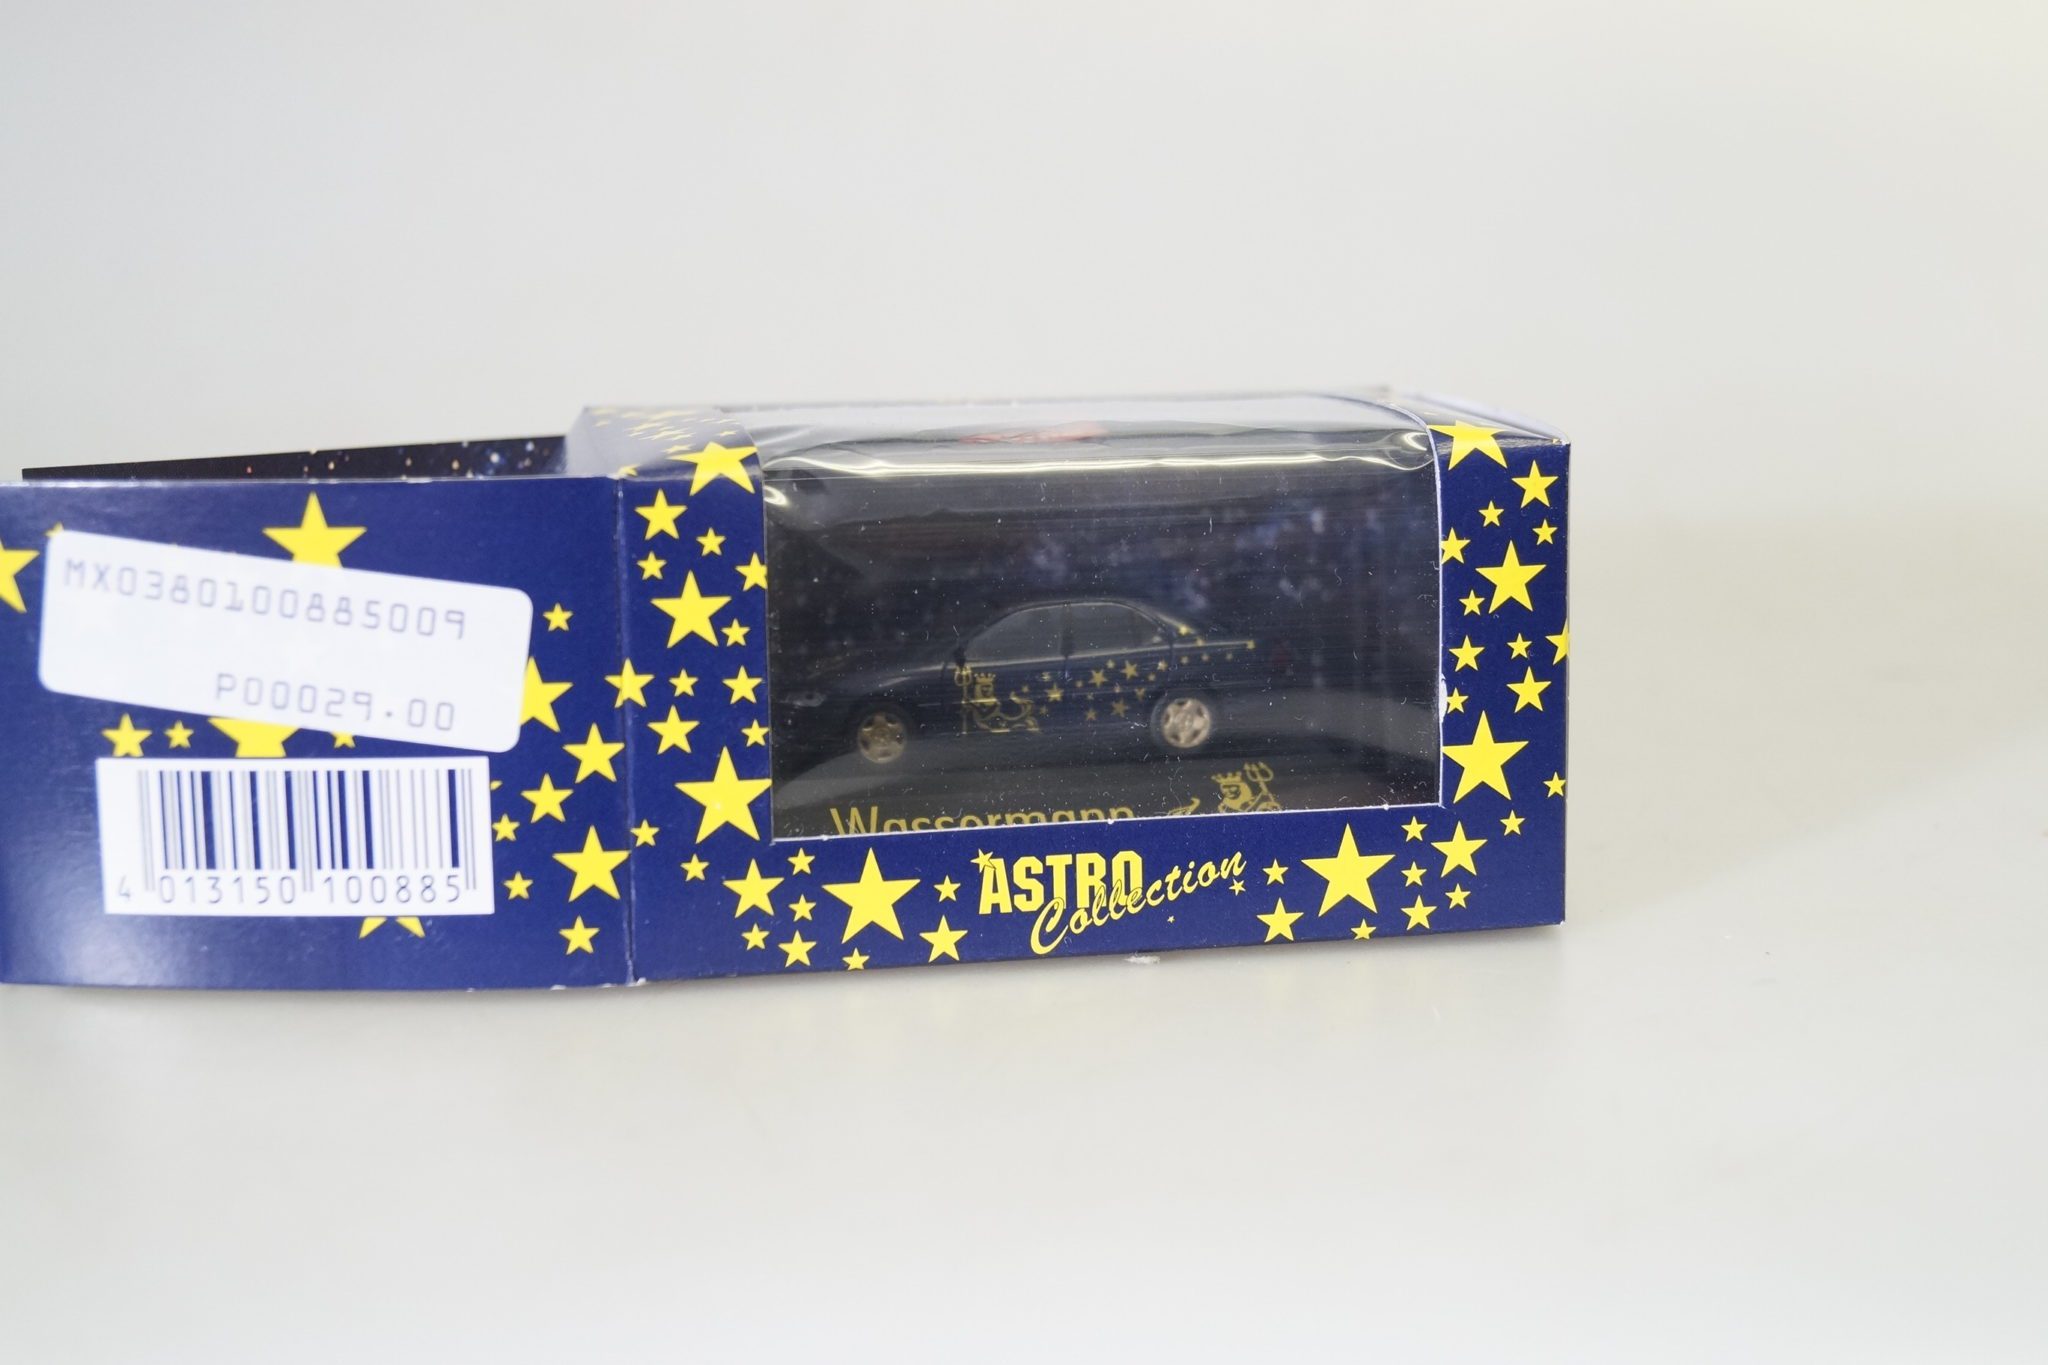 MX0380100885009
P00029.00
4 013150 100885
Wassermann
ASTRO
Collection